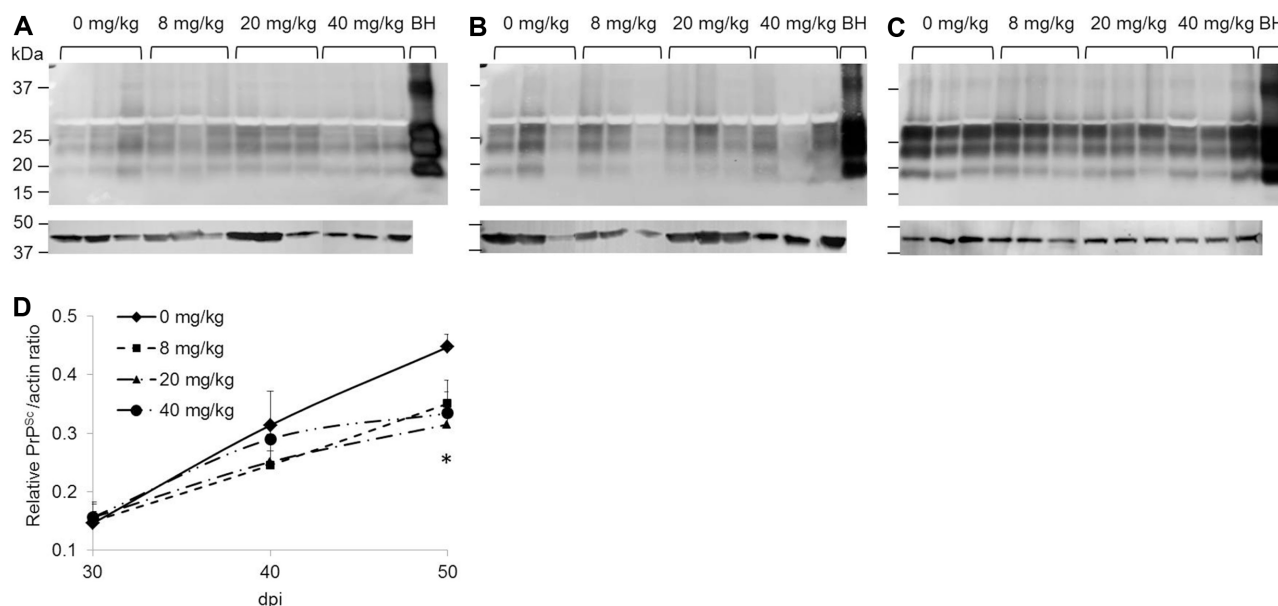 A 0 mg/kg 8 mg/kg 20 mg/kg 40 mg/kg BH
B 0 mg/kg 8 mg/kg 20 mg/kg 40 mg/kg BH
C 0 mg/kg 8 mg/kg 20 mg/kg 40 mg/kg BH
kDa
37
25
20
15
50
37
D
0.5
0.4
0.3
0.2
0.1
Relative PrPSc/actin ratio
0 mg/kg
8 mg/kg
20 mg/kg
40 mg/kg
*
30 40 50
dpi